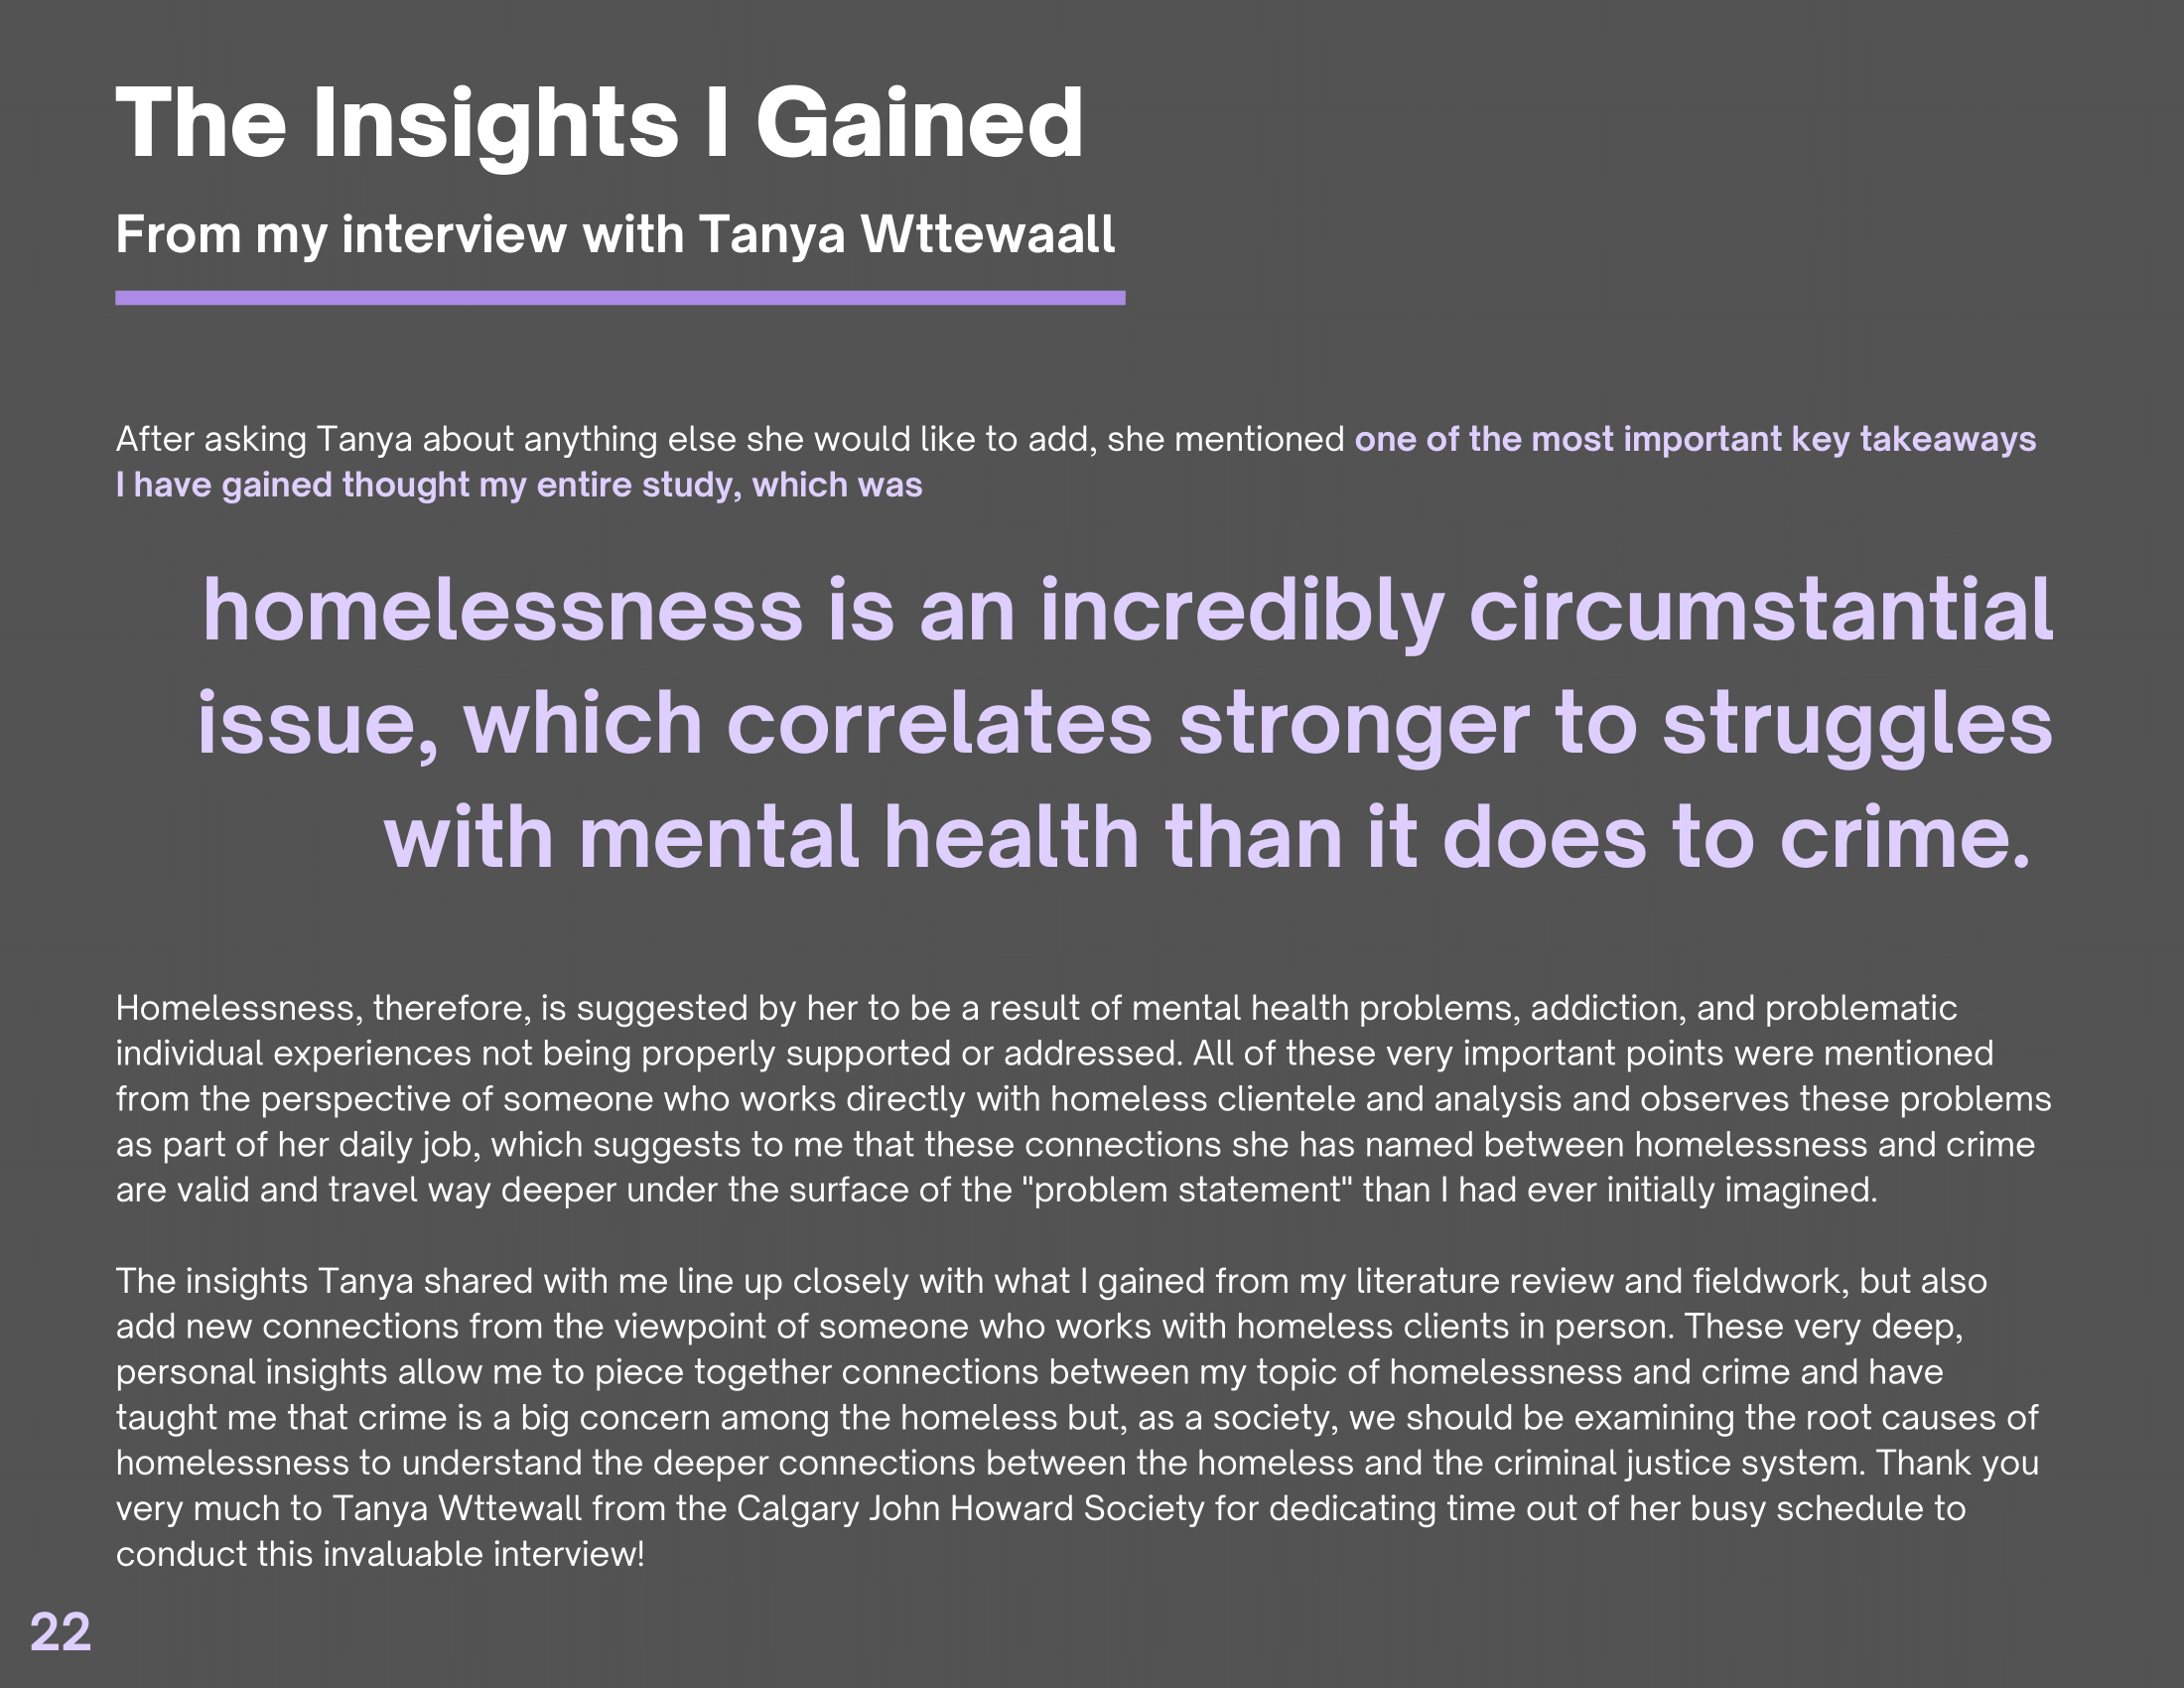 The Insights I Gained
From my interview with Tanya Wttewaall
After asking Tanya about anything else she would like to add, she mentioned one of the most important key takeaways
I have gained thought my entire study, which was
homelessness is an incredibly circumstantial
issue, which correlates stronger to struggles
with mental health than it does to crime.
Homelessness, therefore, is suggested by her to be a result of mental health problems, addiction, and problematic
individual experiences not being properly supported or addressed. All of these very important points were mentioned
from the perspective of someone who works directly with homeless clientele and analysis and observes these problems
as part of her daily job, which suggests to me that these connections she has named between homelessness and crime
are valid and travel way deeper under the surface of the "problem statement" than I had ever initially imagined.
The insights Tanya shared with me line up closely with what I gained from my literature review and fieldwork, but also
add new connections from the viewpoint of someone who works with homeless clients in person. These very deep,
personal insights allow me to piece together connections between my topic of homelessness and crime and have
taught me that crime is a big concern among the homeless but, as a society, we should be examining the root causes of
homelessness to understand the deeper connections between the homeless and the criminal justice system. Thank you
very much to Tanya Wttewall from the Calgary John Howard Society for dedicating time out of her busy schedule to
conduct this invaluable interview!
22